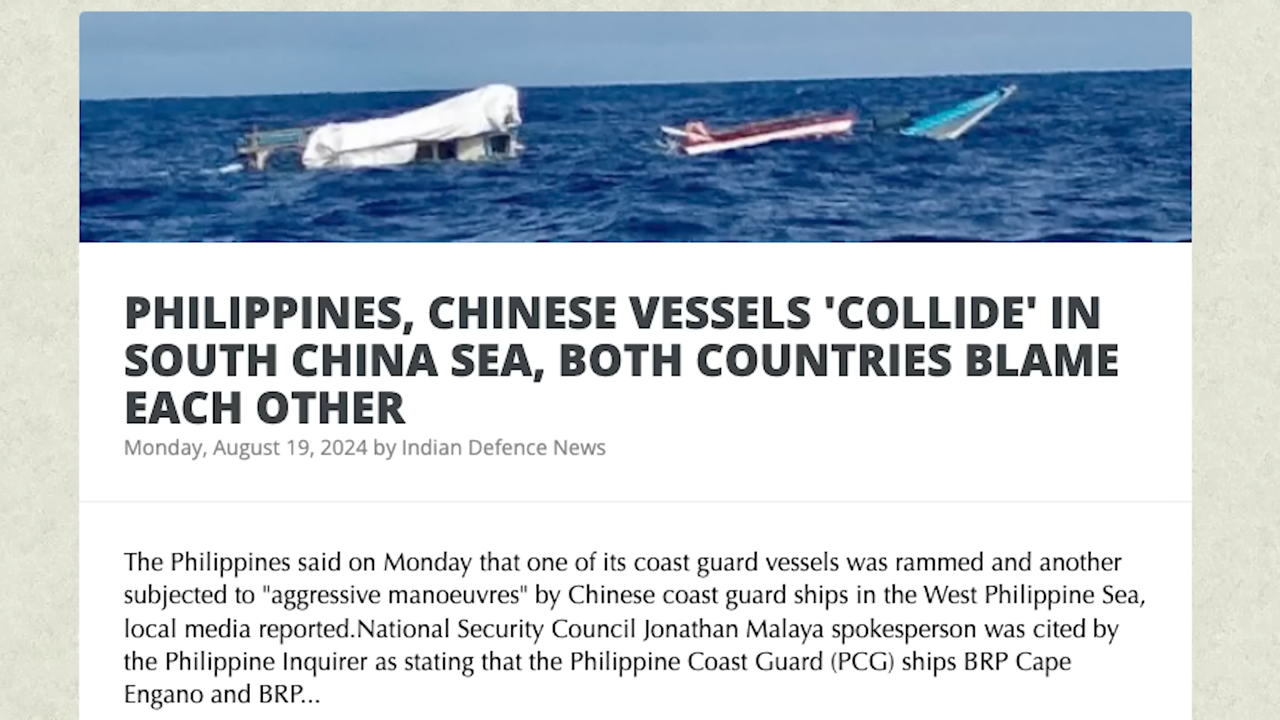 PHILIPPINES, CHINESE VESSELS 'COLLIDE' IN
SOUTH CHINA SEA, BOTH COUNTRIES BLAME
EACH OTHER
Monday, August 19, 2024 by Indian Defence News
The Philippines said on Monday that one of its coast guard vessels was rammed and another
subjected to "aggressive manoeuvres" by Chinese coast guard ships in the West Philippine Sea,
local media reported.National Security Council Jonathan Malaya spokesperson was cited by
the Philippine Inquirer as stating that the Philippine Coast Guard (PCG) ships BRP Cape
Engano and BRP...